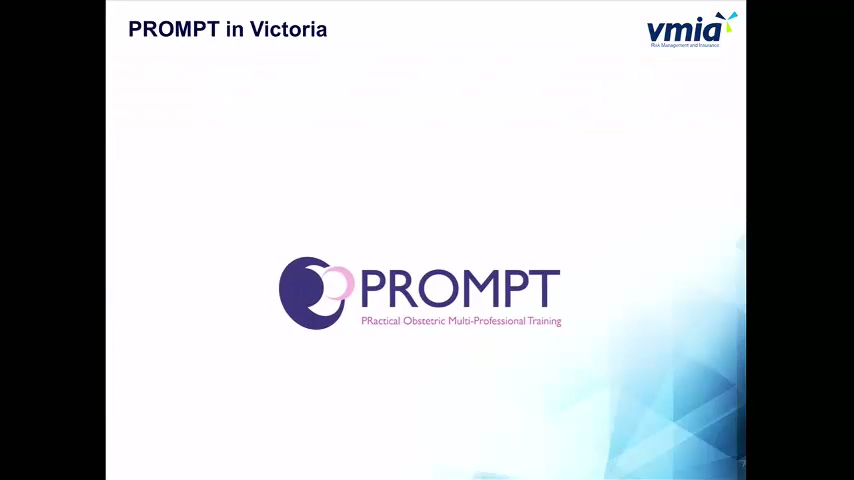 PROMPT in Victoria
vmia
Risk Management and Insurance
PROMPT
PRactical Obstetric Multi-Professional Training